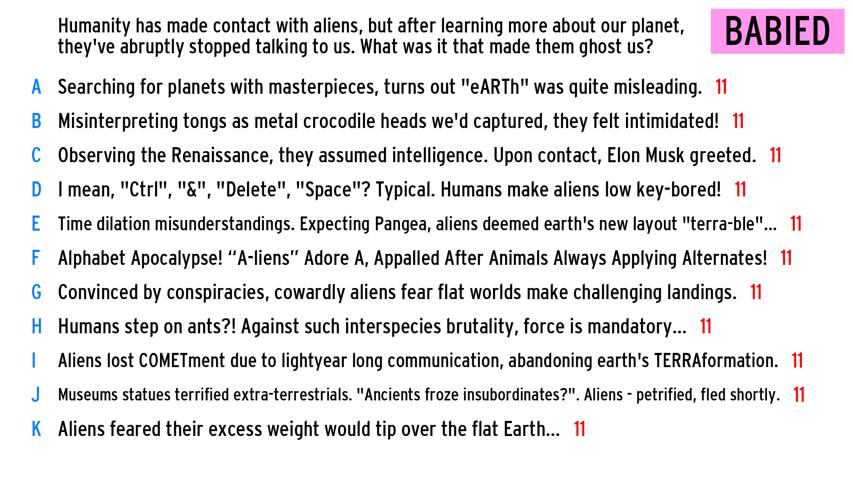 Humanity has made contact with aliens, but after learning more about our planet,
they've abruptly stopped talking to us. What was it that made them ghost us?
BABIED
A Searching for planets with masterpieces, turns out "eARTh" was quite misleading. 11
B Misinterpreting tongs as metal crocodile heads we'd captured, they felt intimidated! 11
C Observing the Renaissance, they assumed intelligence. Upon contact, Elon Musk greeted. 11
D I mean, "Ctrl", "&", "Delete", "Space"? Typical. Humans make aliens low key-bored! 11
E Time dilation misunderstandings. Expecting Pangea, aliens deemed earth's new layout "terra-ble"... 11
F Alphabet Apocalypse! “A-liens” Adore A, Appalled After Animals Always Applying Alternates! 11
G Convinced by conspiracies, cowardly aliens fear flat worlds make challenging landings. 11
H Humans step on ants?! Against such interspecies brutality, force is mandatory... 11
I Aliens lost COMETment due to lightyear long communication, abandoning earth's TERRAformation. 11
J Museums statues terrified extra-terrestrials. "Ancients froze insubordinates?". Aliens - petrified, fled shortly. 11
K Aliens feared their excess weight would tip over the flat Earth... 11